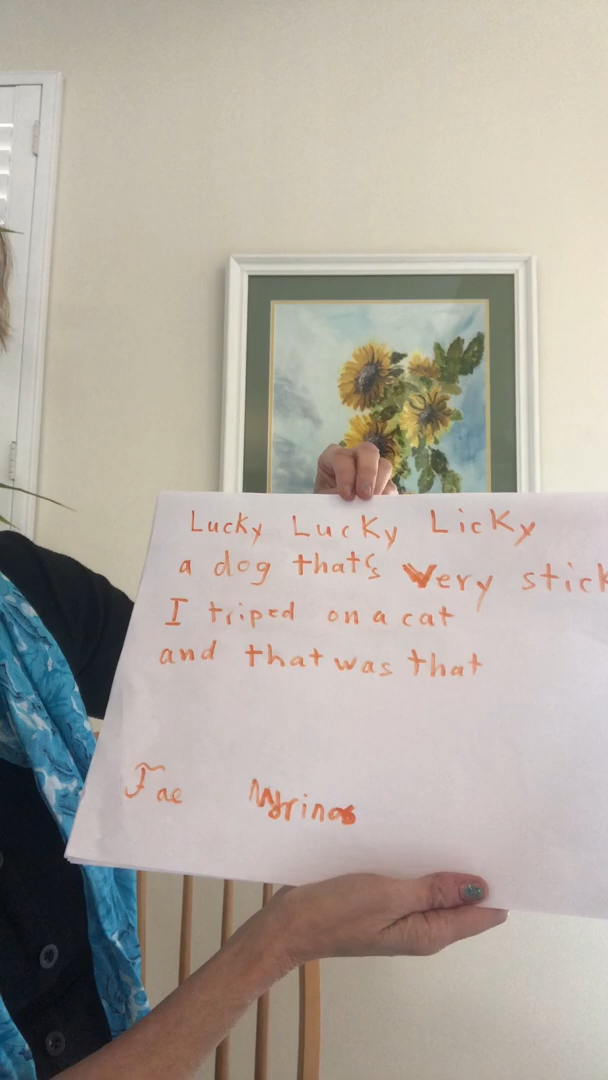 Lucky Lucky Licky
a dog that's very stick
I triped on a cat
and that was that
Fae